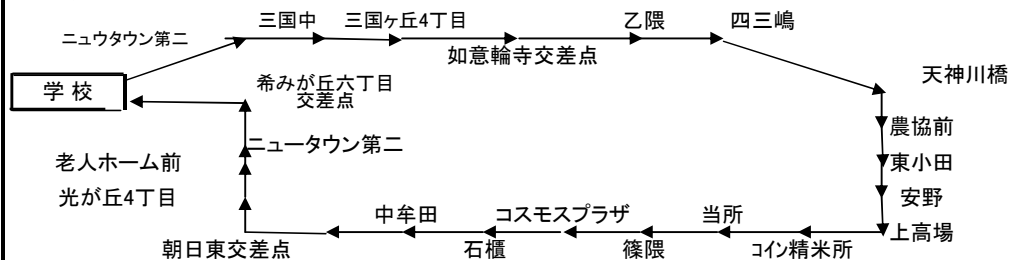 三国中
三国ヶ丘4丁目
乙隈
四三嶋
ニュウタウン第二
如意輪寺交差点
天神川橋
学校
希みが丘六丁目
交差点
農協前
ニュータウン第二
老人ホーム前
東小田
光が丘4丁目
安野
中牟田
コスモスプラザ
当所
上高場
朝日東交差点
石櫃
篠隈
コイン精米所